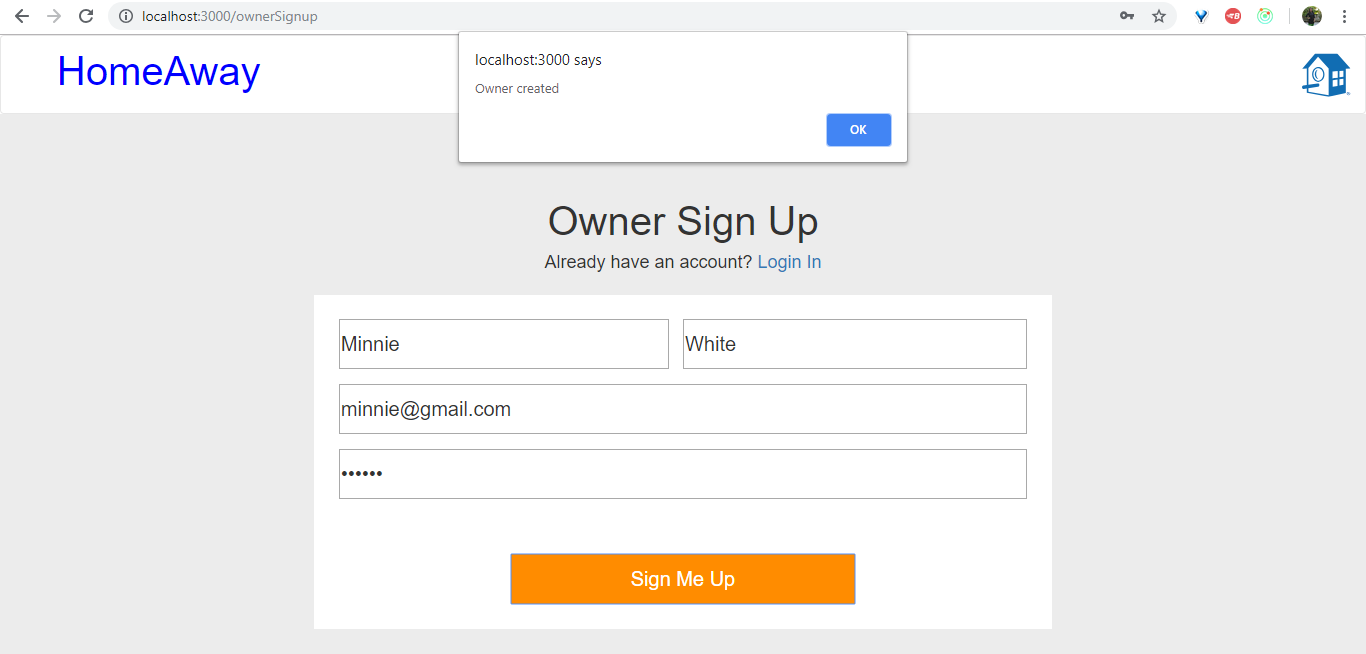 localhost:3000/ownerSignup
HomeAway
localhost:3000 says
Owner created
OK
Owner Sign Up
Already have an account? Login In
Minnie White
minnie@gmail.com
••••••
Sign Me Up